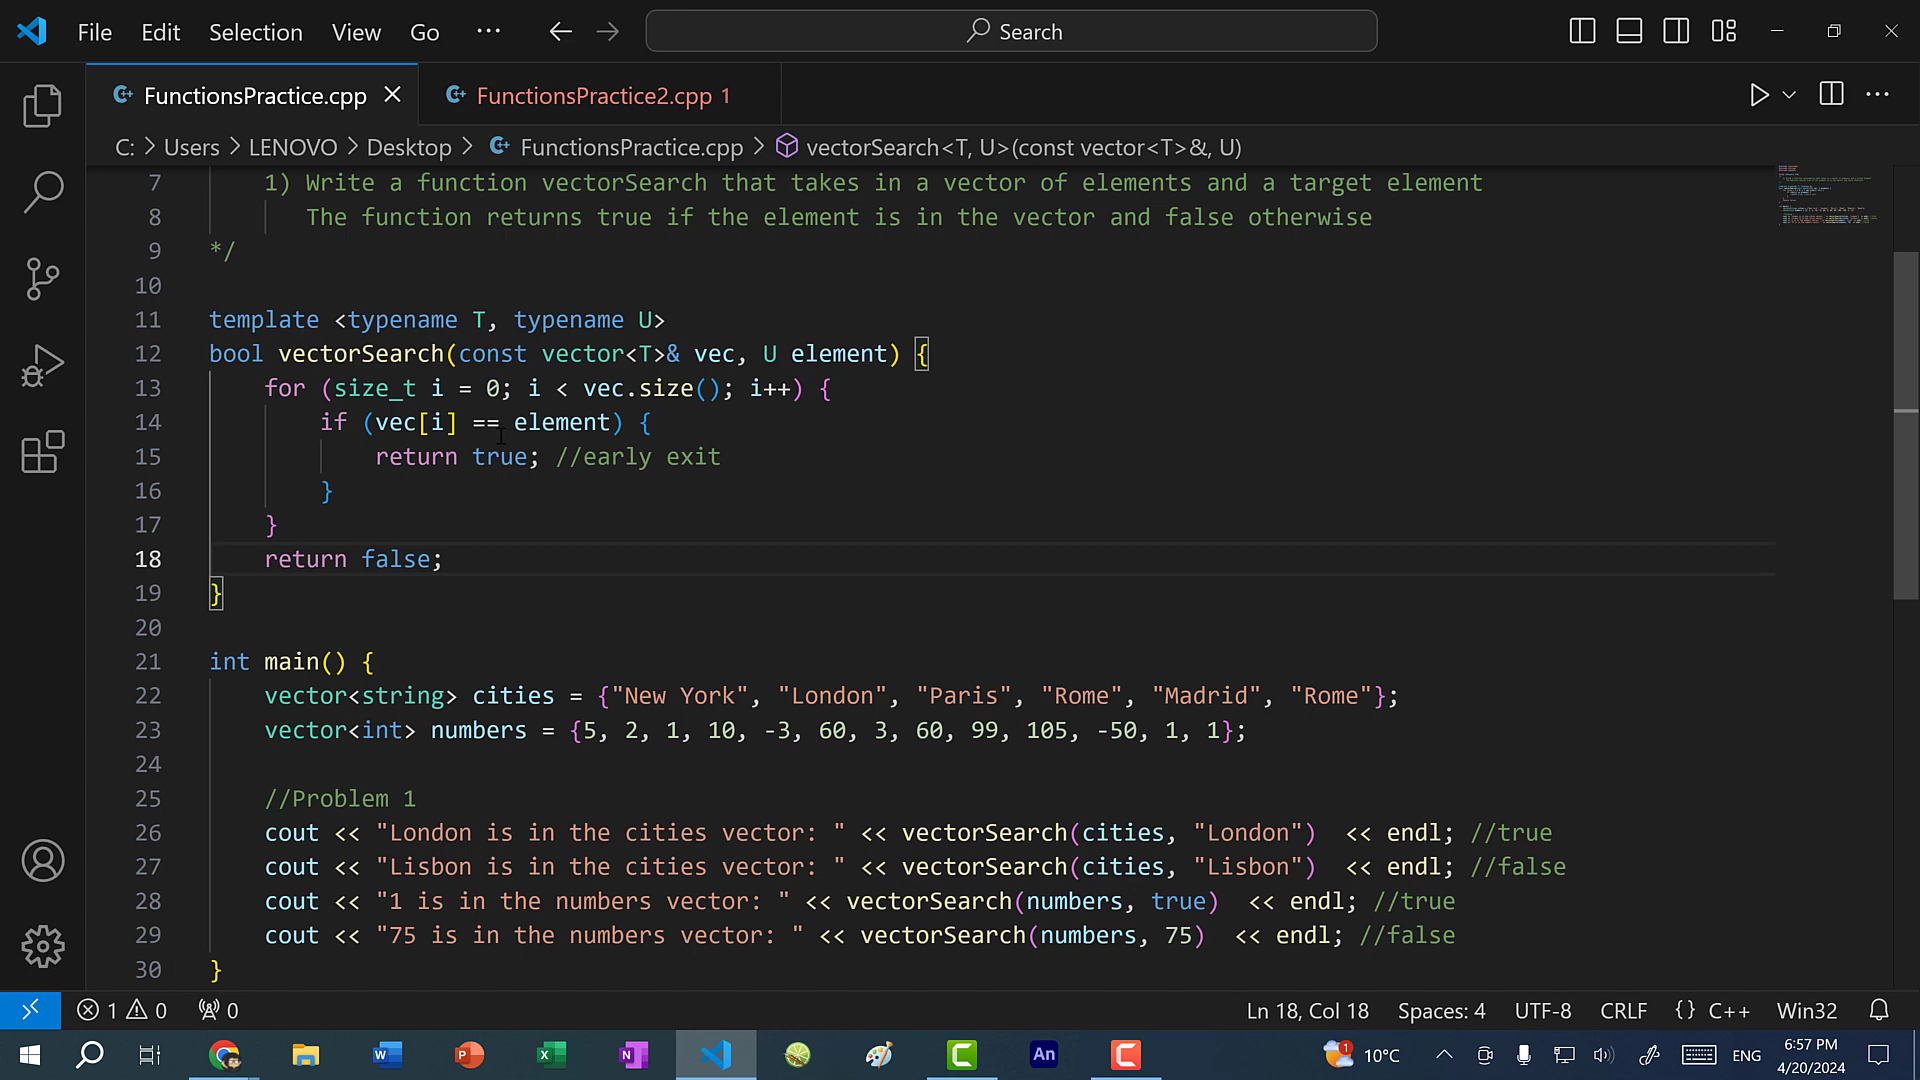 File Edit Selection View Go ··· Search
FunctionsPractice.cpp FunctionsPractice2.cpp 1
C: > Users > LENOVO > Desktop > FunctionsPractice.cpp > vectorSearch<T, U>(const vector<T>&, U)
7 1) Write a function vectorSearch that takes in a vector of elements and a target element
8 The function returns true if the element is in the vector and false otherwise
9 */
10
11 template <typename T, typename U>
12 bool vectorSearch(const vector<T>& vec, U element) {
13 for (size_t i = 0; i < vec.size(); i++) {
14 if (vec[i] == element) {
15 return true; //early exit
16 }
17 }
18 return false;
19 }
20
21 int main() {
22 vector<string> cities = {"New York", "London", "Paris", "Rome", "Madrid", "Rome"};
23 vector<int> numbers = {5, 2, 1, 10, -3, 60, 3, 60, 99, 105, -50, 1, 1};
24
25 //Problem 1
26 cout << "London is in the cities vector: " << vectorSearch(cities, "London") << endl; //true
27 cout << "Lisbon is in the cities vector: " << vectorSearch(cities, "Lisbon") << endl; //false
28 cout << "1 is in the numbers vector: " << vectorSearch(numbers, true) << endl; //true
29 cout << "75 is in the numbers vector: " << vectorSearch(numbers, 75) << endl; //false
30 }
1 0 0 Ln 18, Col 18 Spaces: 4 UTF-8 CRLF {} C++ Win32
W P X N An 1 10°C ENG 6:57 PM
4/20/2024